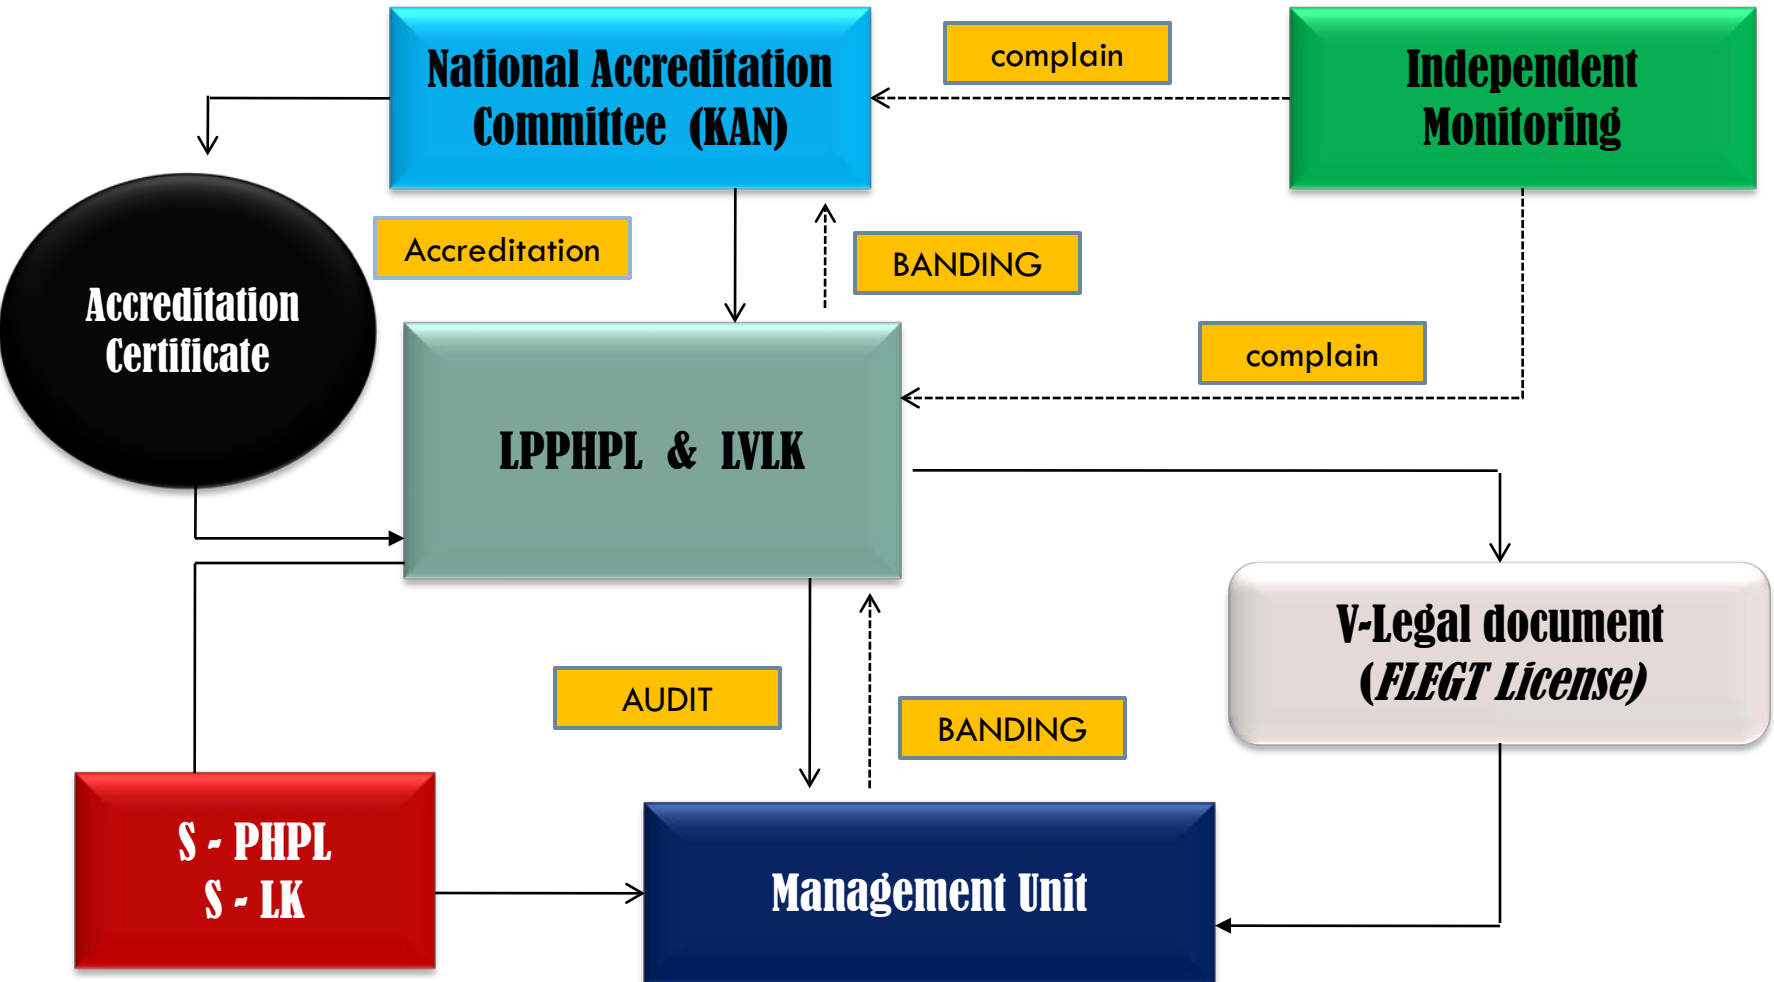 National Accreditation
Committee (KAN)
complain
Independent
Monitoring
Accreditation
BANDING
Accreditation
Certificate
complain
LPPHPL & LVLK
V-Legal document
(FLEGT License)
AUDIT
BANDING
S - PHPL
S - LK
Management Unit